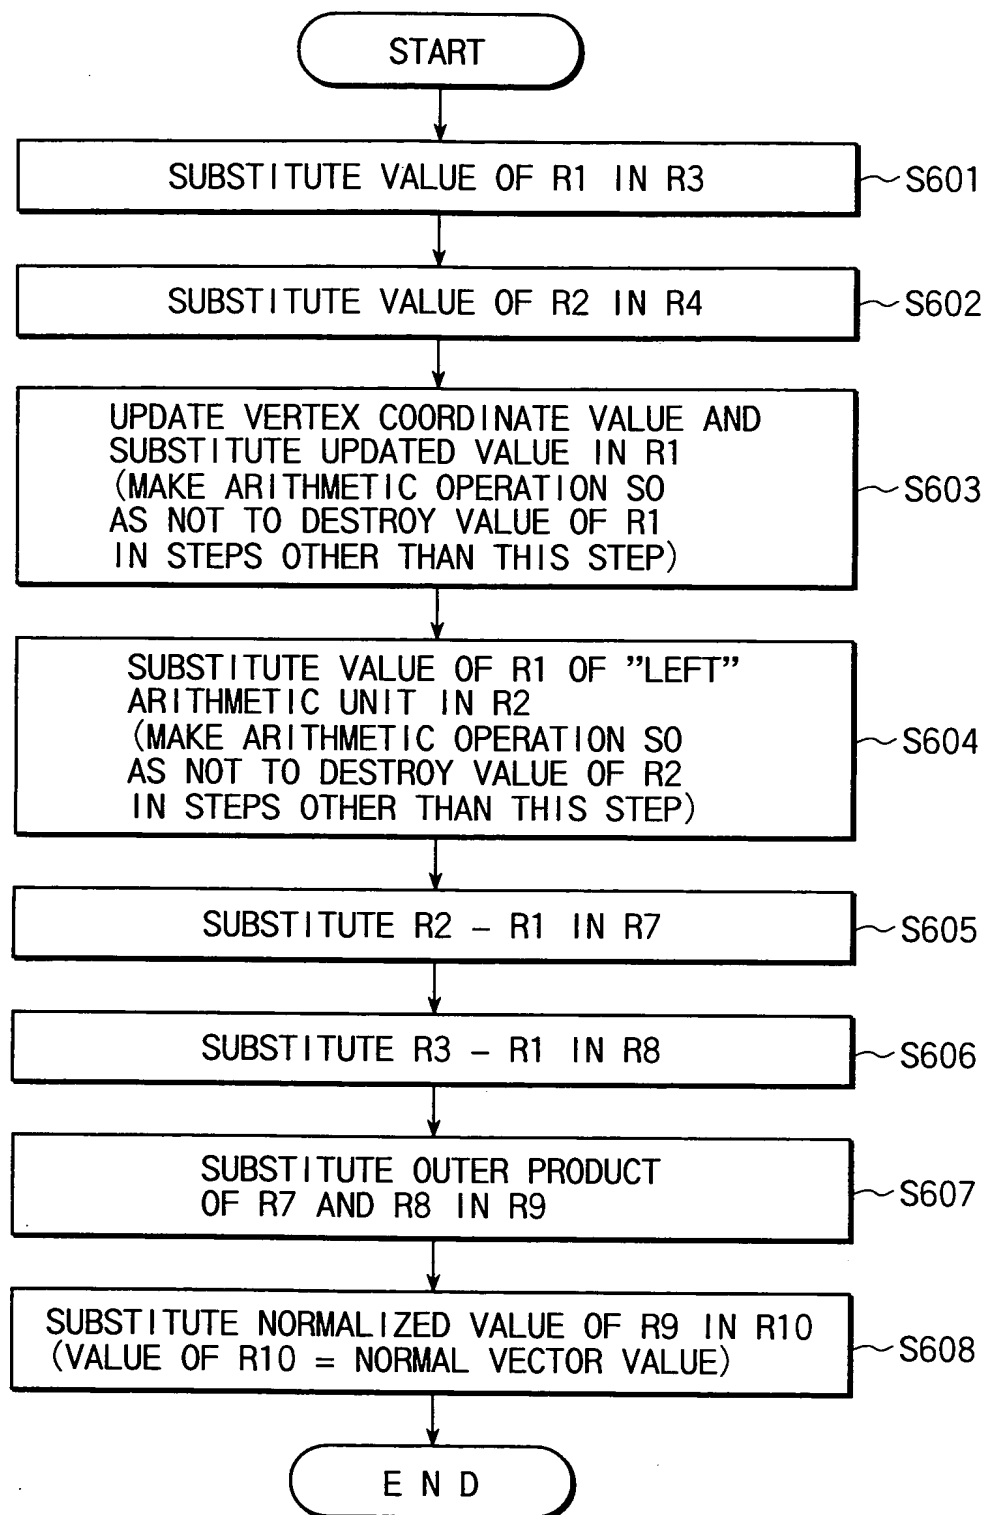 START
SUBSTITUTE VALUE OF R1 IN R3
S601
SUBSTITUTE VALUE OF R2 IN R4
S602
UPDATE VERTEX COORDINATE VALUE AND
SUBSTITUTE UPDATED VALUE IN R1
(MAKE ARITHMETIC OPERATION SO
AS NOT TO DESTROY VALUE OF R1
IN STEPS OTHER THAN THIS STEP)
S603
SUBSTITUTE VALUE OF R1 OF "LEFT"
ARITHMETIC UNIT IN R2
(MAKE ARITHMETIC OPERATION SO
AS NOT TO DESTROY VALUE OF R2
IN STEPS OTHER THAN THIS STEP)
S604
SUBSTITUTE R2 – R1 IN R7
S605
SUBSTITUTE R3 – R1 IN R8
S606
SUBSTITUTE OUTER PRODUCT
OF R7 AND R8 IN R9
S607
SUBSTITUTE NORMALIZED VALUE OF R9 IN R10
(VALUE OF R10 = NORMAL VECTOR VALUE)
S608
END